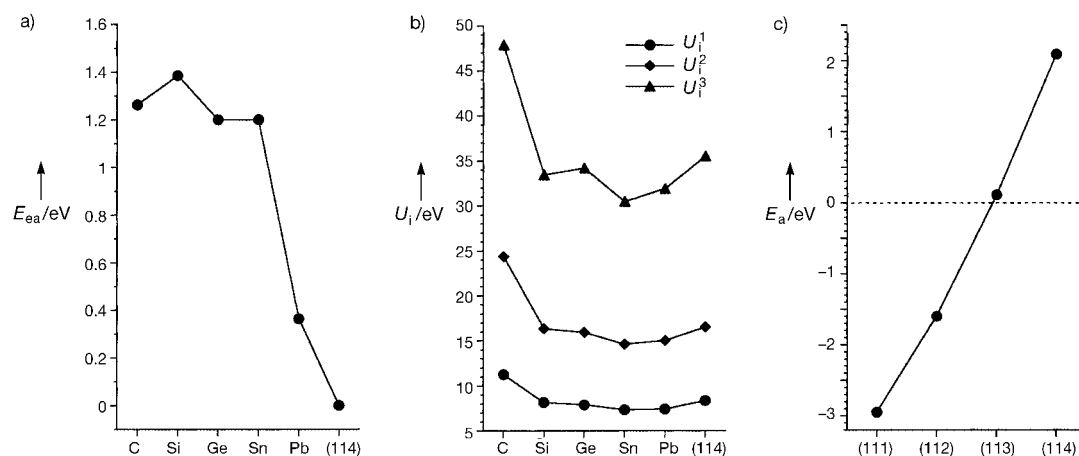 a)
1.6
1.4
1.2
1
0.8
0.6
0.4
0.2
0
E_ea/eV
C Si Ge Sn Pb (114)
b)
50
45
40
35
30
25
20
15
10
5
U_i/eV
U_i^1
U_i^2
U_i^3
C Si Ge Sn Pb (114)
c)
2
1
0
−1
−2
−3
E_a/eV
(111) (112) (113) (114)